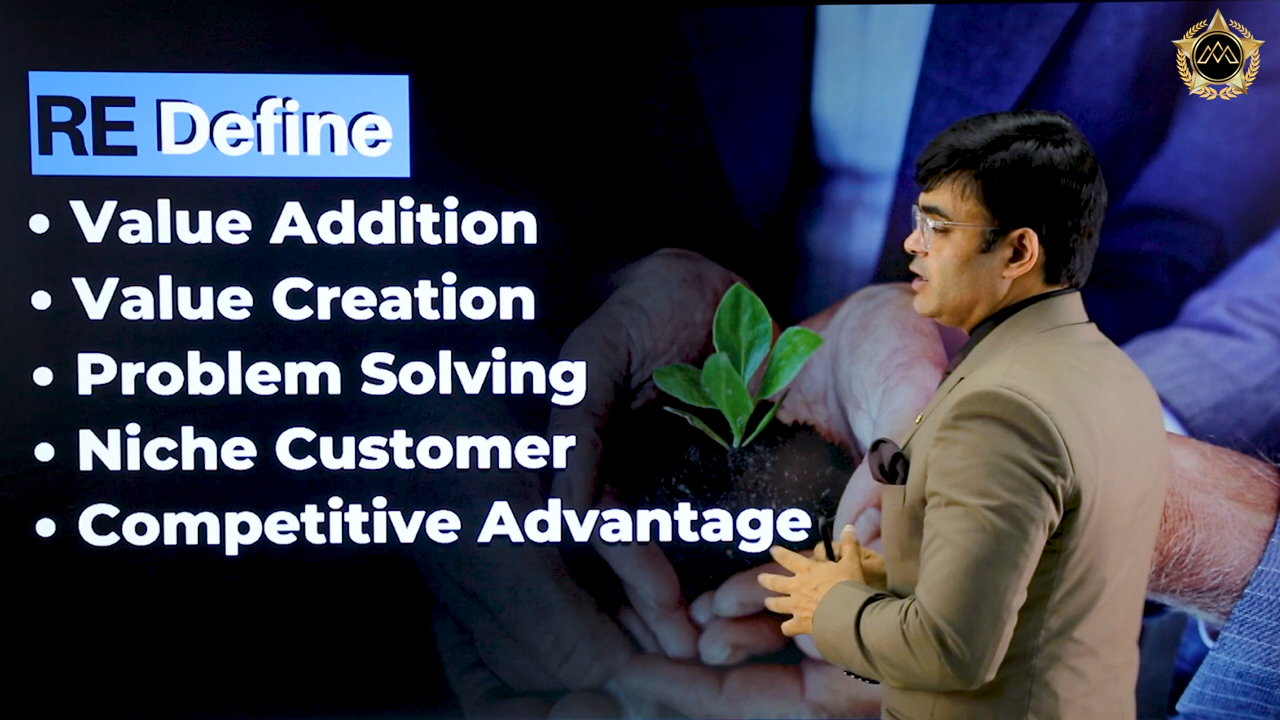 RE Define
• Value Addition
• Value Creation
• Problem Solving
• Niche Customer
• Competitive Advantage